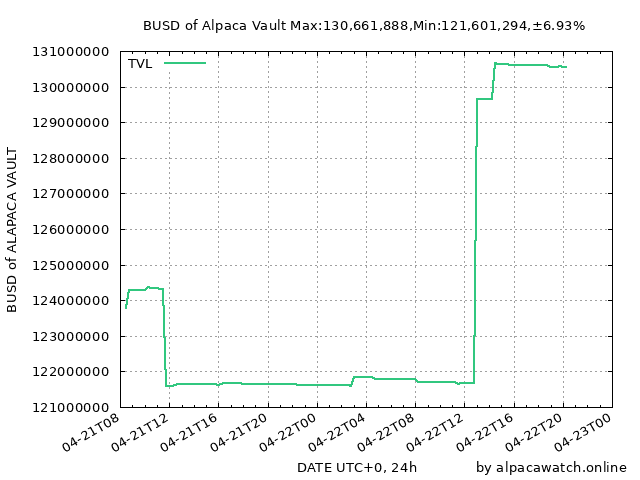 BUSD of Alpaca Vault Max:130,661,888,Min:121,601,294,±6.93%
TVL
131000000
130000000
129000000
128000000
127000000
126000000
125000000
124000000
123000000
122000000
121000000
BUSD of ALAPACA VAULT
04-21T08
04-21T12
04-21T16
04-21T20
04-22T00
04-22T04
04-22T08
04-22T12
04-22T16
04-22T20
04-23T00
DATE UTC+0, 24h
by alpacawatch.online